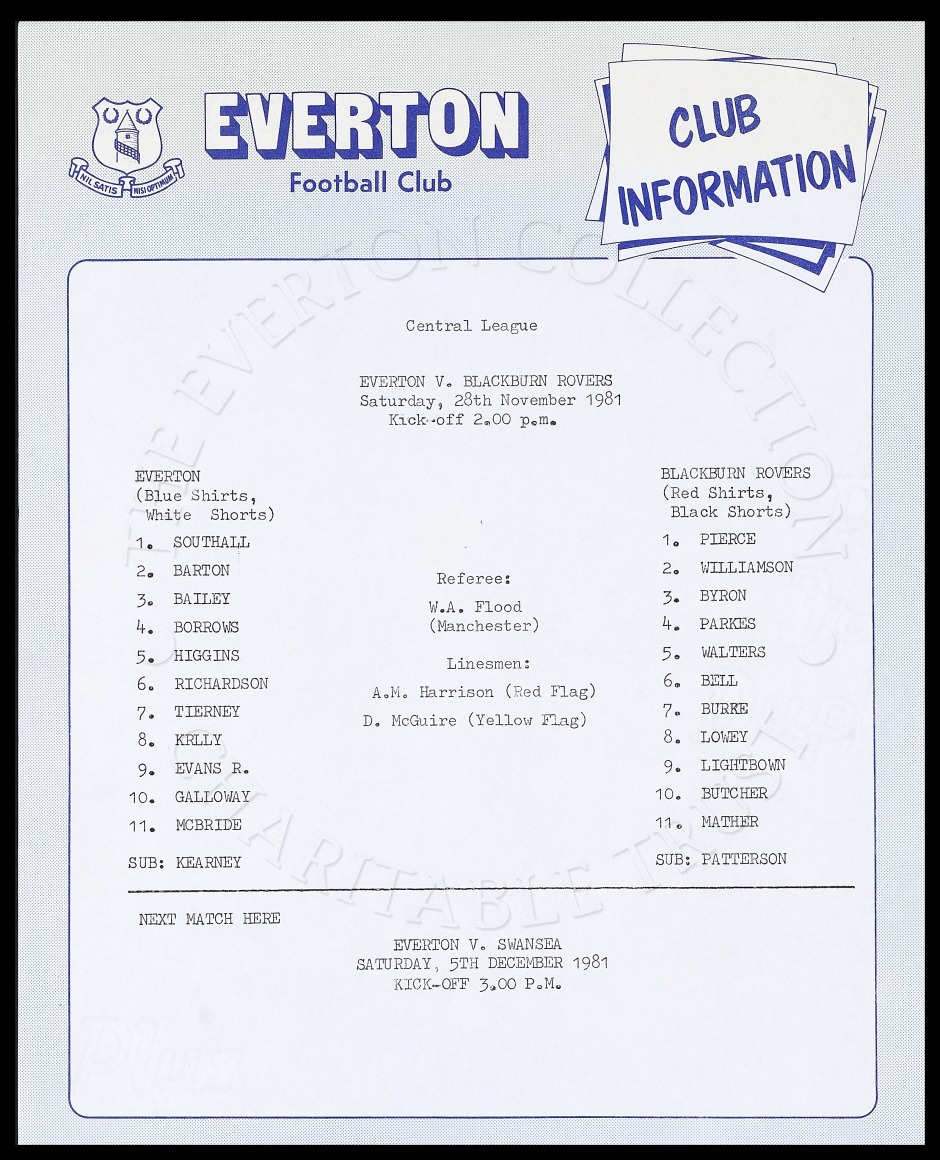 NIL SATIS NISI OPTIMUM
EVERTON
Football Club
CLUB
INFORMATION
THE EVERTON COLLECTION
CHARITABLE TRUST
Central League
EVERTON V. BLACKBURN ROVERS
Saturday, 28th November 1981
Kick-off 2.00 p.m.
EVERTON
(Blue Shirts,
White Shorts)
1. SOUTHALL
2. BARTON
3. BAILEY
4. BORROWS
5. HIGGINS
6. RICHARDSON
7. TIERNEY
8. KRLLY
9. EVANS R.
10. GALLOWAY
11. MCBRIDE
SUB: KEARNEY
Referee:
W.A. Flood
(Manchester)
Linesmen:
A.M. Harrison (Red Flag)
D. McGuire (Yellow Flag)
BLACKBURN ROVERS
(Red Shirts,
Black Shorts)
1. PIERCE
2. WILLIAMSON
3. BYRON
4. PARKES
5. WALTERS
6. BELL
7. BURKE
8. LOWEY
9. LIGHTBOWN
10. BUTCHER
11. MATHER
SUB: PATTERSON
NEXT MATCH HERE
EVERTON V. SWANSEA
SATURDAY, 5TH DECEMBER 1981
KICK-OFF 3.00 P.M.